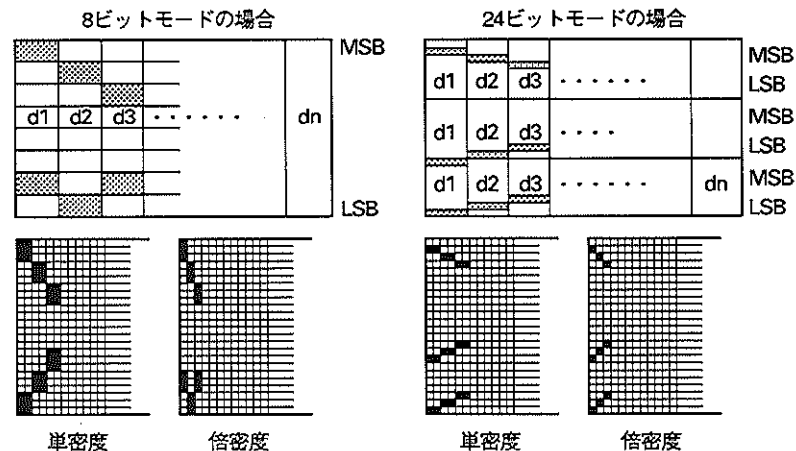 8ビットモードの場合
MSB
d1 d2 d3 · · · · · · dn
LSB
24ビットモードの場合
MSB
d1 d2 d3 · · · · · ·
LSB
MSB
d1 d2 d3 · · · ·
LSB
MSB
d1 d2 d3 · · · · · dn
LSB
単密度 倍密度
単密度 倍密度